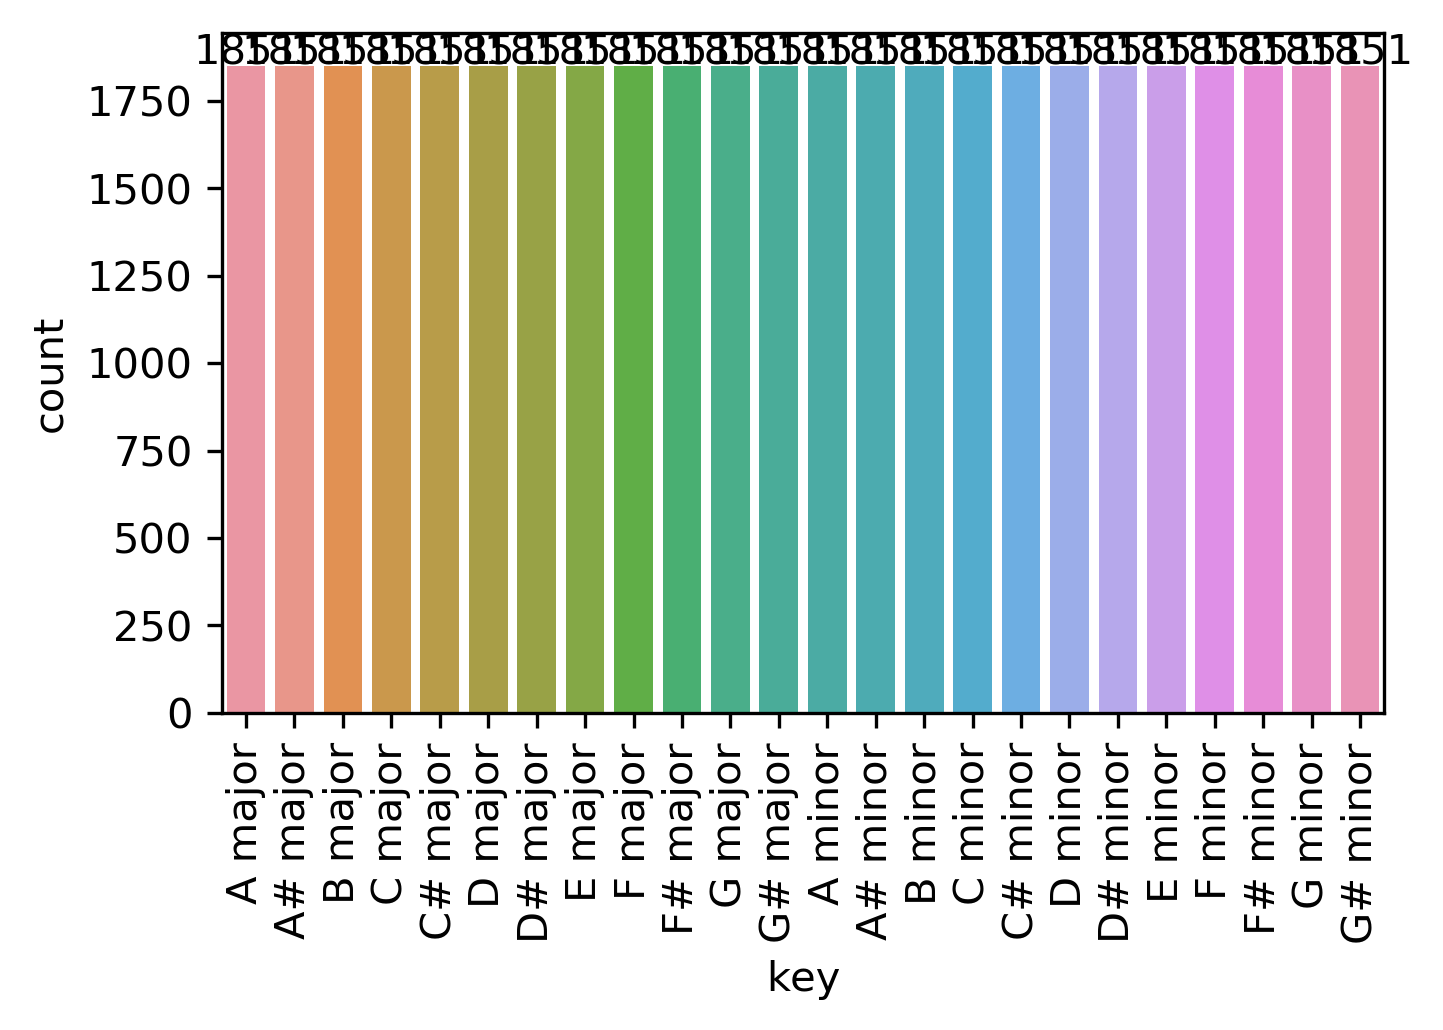 1750
1500
1250
1000
750
500
250
0
count
A major
A# major
B major
C major
C# major
D major
D# major
E major
F major
F# major
G major
G# major
A minor
A# minor
B minor
C minor
C# minor
D minor
D# minor
E minor
F minor
F# minor
G minor
G# minor
key